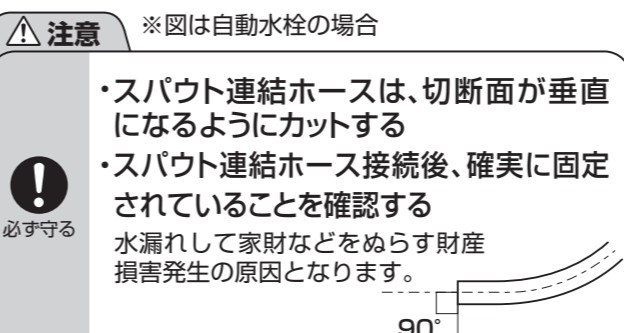 ⚠注意 ※図は自動水栓の場合
・スパウト連結ホースは、切断面が垂直
になるようにカットする
・スパウト連結ホース接続後、確実に固定
されていることを確認する
必ず守る
水漏れして家財などをぬらす財産
損害発生の原因となります。
90°